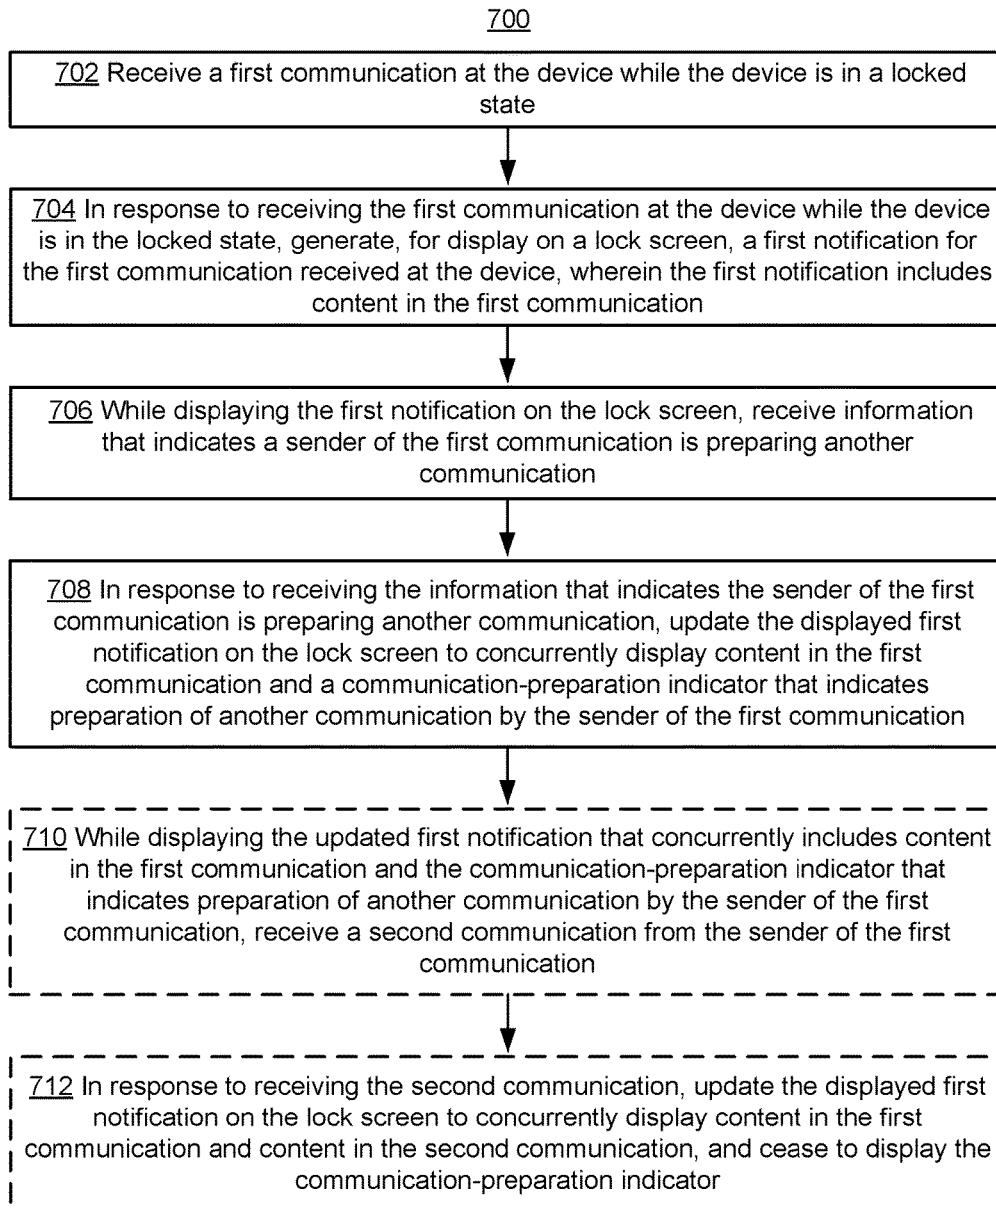 700
702 Receive a first communication at the device while the device is in a locked
state
704 In response to receiving the first communication at the device while the device
is in the locked state, generate, for display on a lock screen, a first notification for
the first communication received at the device, wherein the first notification includes
content in the first communication
706 While displaying the first notification on the lock screen, receive information
that indicates a sender of the first communication is preparing another
communication
708 In response to receiving the information that indicates the sender of the first
communication is preparing another communication, update the displayed first
notification on the lock screen to concurrently display content in the first
communication and a communication-preparation indicator that indicates
preparation of another communication by the sender of the first communication
710 While displaying the updated first notification that concurrently includes content
in the first communication and the communication-preparation indicator that
indicates preparation of another communication by the sender of the first
communication, receive a second communication from the sender of the first
communication
712 In response to receiving the second communication, update the displayed first
notification on the lock screen to concurrently display content in the first
communication and content in the second communication, and cease to display the
communication-preparation indicator